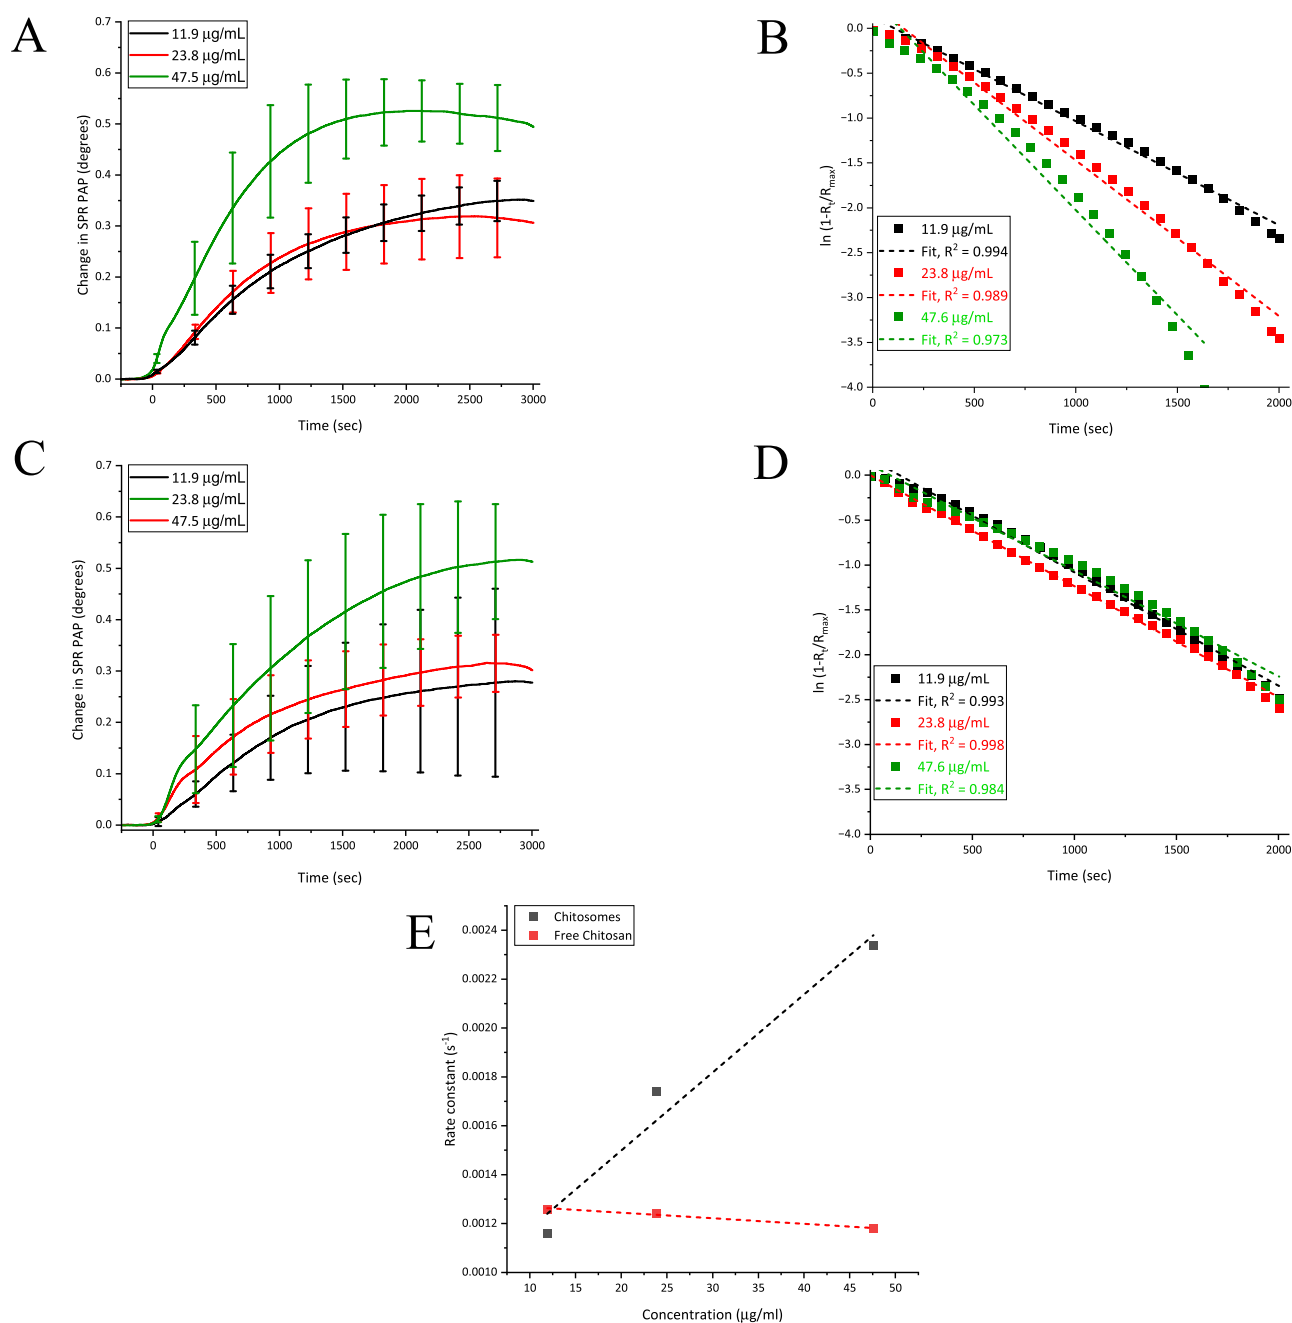 A
0.7
0.6
0.5
0.4
0.3
0.2
0.1
0.0
Change in SPR PAP (degrees)
11.9 μg/mL
23.8 μg/mL
47.5 μg/mL
0 500 1000 1500 2000 2500 3000
Time (sec)
B
0.0
−0.5
−1.0
−1.5
−2.0
−2.5
−3.0
−3.5
−4.0
ln (1-Rt/Rmax)
11.9 μg/mL
Fit, R² = 0.994
23.8 μg/mL
Fit, R² = 0.989
47.6 μg/mL
Fit, R² = 0.973
0 500 1000 1500 2000
Time (sec)
C
0.7
0.6
0.5
0.4
0.3
0.2
0.1
0.0
Change in SPR PAP (degrees)
11.9 μg/mL
23.8 μg/mL
47.5 μg/mL
0 500 1000 1500 2000 2500 3000
Time (sec)
D
0.0
−0.5
−1.0
−1.5
−2.0
−2.5
−3.0
−3.5
−4.0
ln (1-Rt/Rmax)
11.9 μg/mL
Fit, R² = 0.993
23.8 μg/mL
Fit, R² = 0.998
47.6 μg/mL
Fit, R² = 0.984
0 500 1000 1500 2000
Time (sec)
E
Chitosomes
Free Chitosan
0.0024
0.0022
0.0020
0.0018
0.0016
0.0014
0.0012
0.0010
Rate constant (s⁻¹)
10 15 20 25 30 35 40 45 50
Concentration (μg/ml)